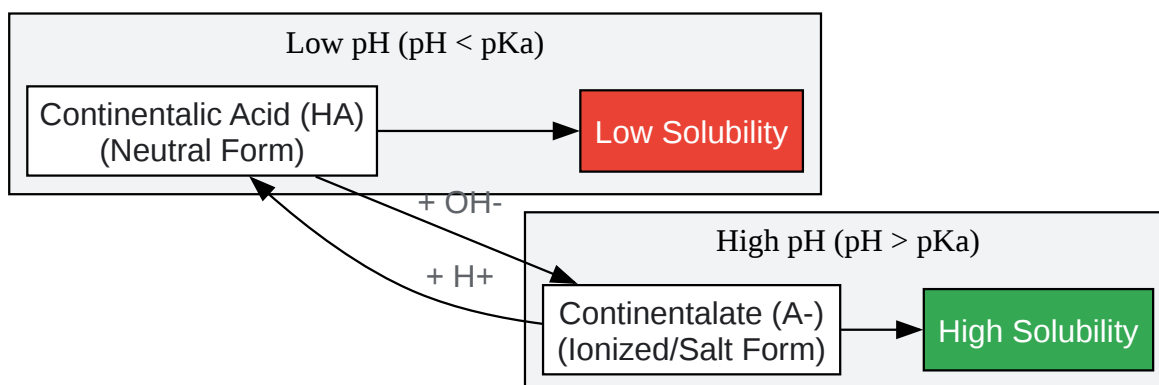 Low pH (pH < pKa)
Continentalic Acid (HA)
(Neutral Form)
Low Solubility
+ OH-
+ H+
High pH (pH > pKa)
Continentalate (A-)
(Ionized/Salt Form)
High Solubility